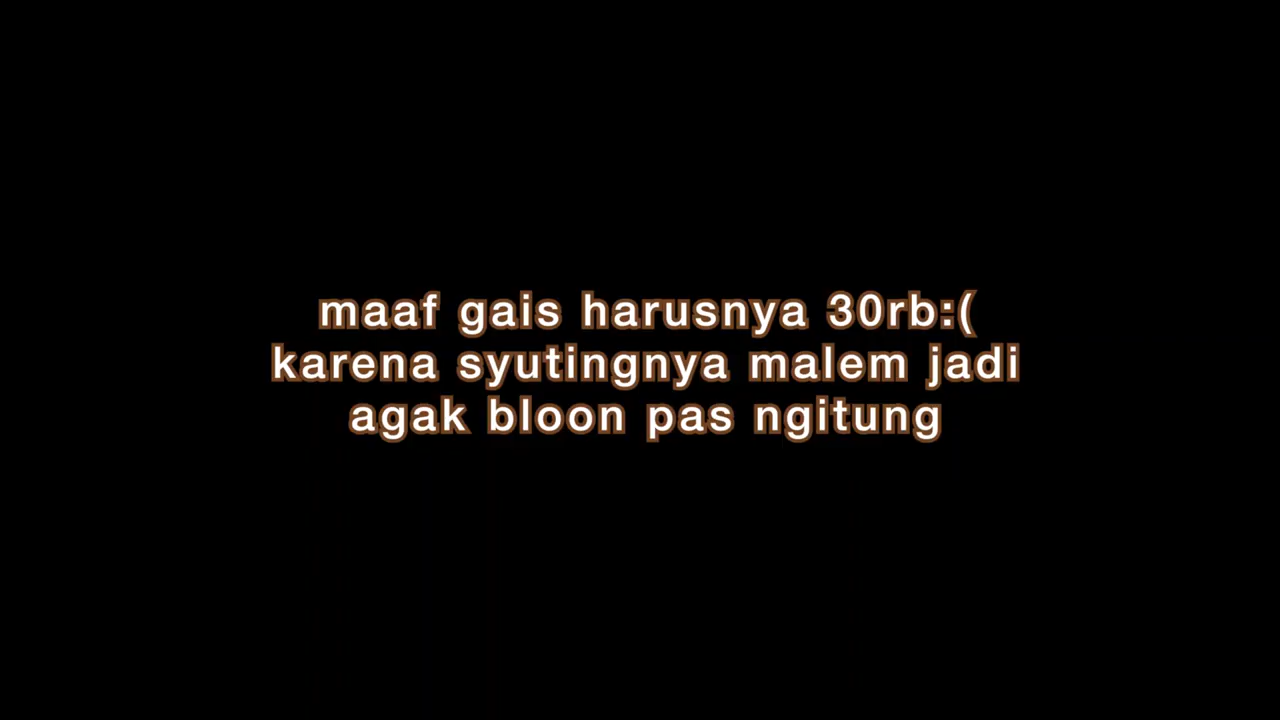 maaf gais harusnya 30rb:(
karena syutingnya malem jadi
agak bloon pas ngitung